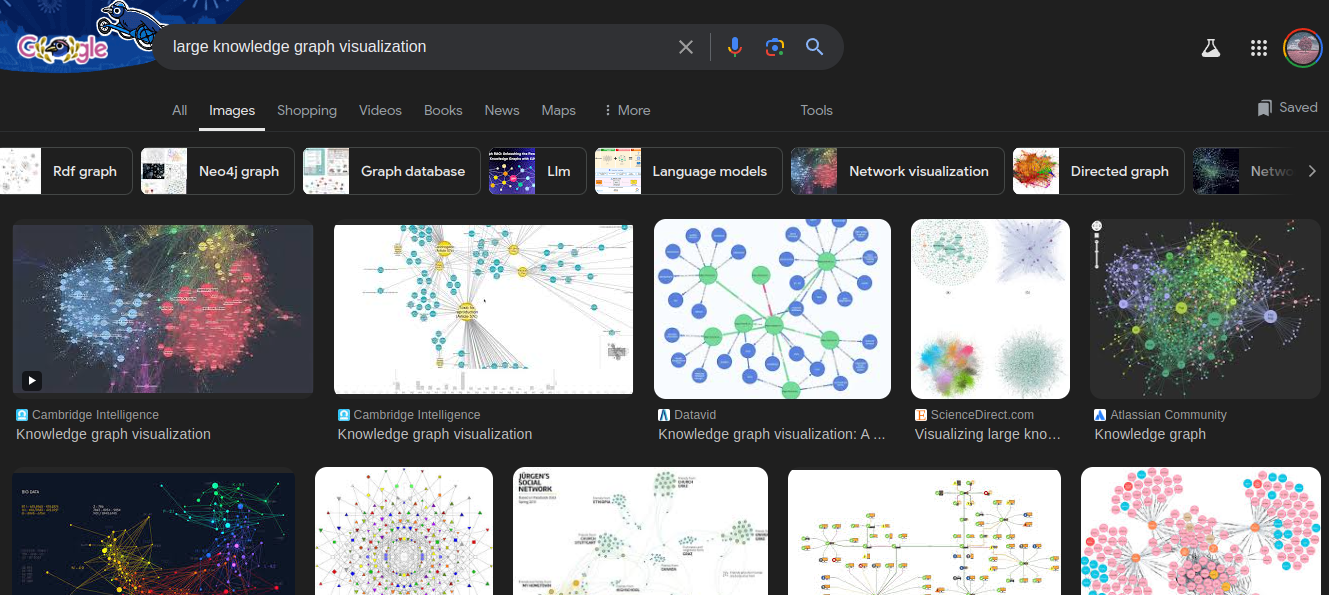 Google
large knowledge graph visualization
All Images Shopping Videos Books News Maps More Tools
Saved
Rdf graph Neo4j graph Graph database Llm Language models Network visualization Directed graph Netwo
Cambridge Intelligence
Knowledge graph visualization
Cambridge Intelligence
Knowledge graph visualization
Datavid
Knowledge graph visualization: A ...
ScienceDirect.com
Visualizing large kno...
Atlassian Community
Knowledge graph
BIO DATA
JÜRGEN'S
SOCIAL
NETWORK